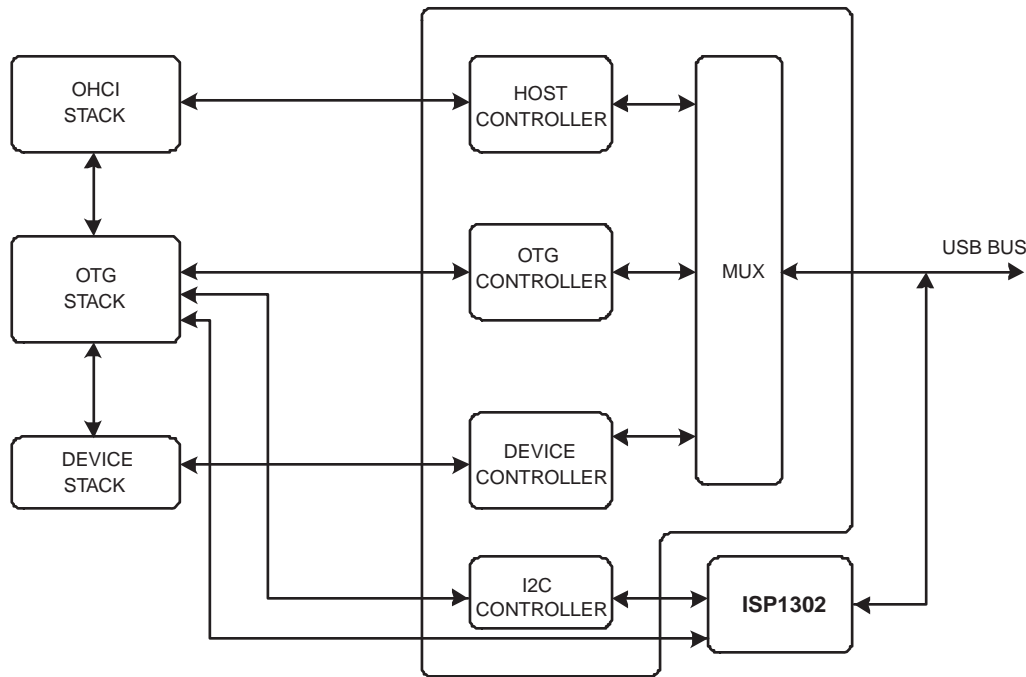 OHCI
STACK
HOST
CONTROLLER
OTG
STACK
OTG
CONTROLLER
MUX
USB BUS
DEVICE
STACK
DEVICE
CONTROLLER
I2C
CONTROLLER
ISP1302